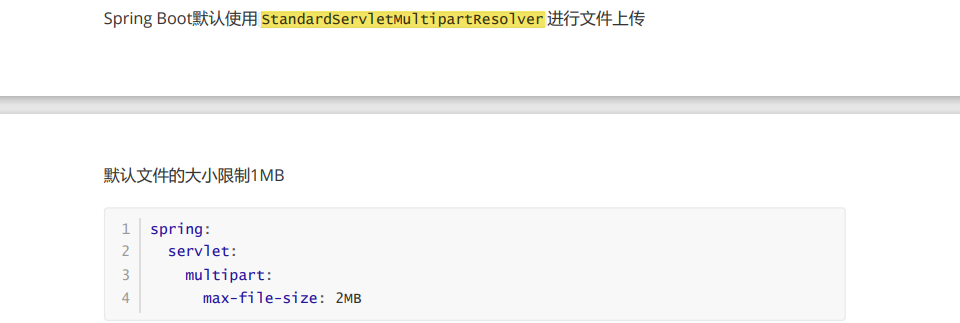 Spring Boot默认使用 StandardServletMultipartResolver 进行文件上传
默认文件的大小限制1MB
1 spring:
2   servlet:
3     multipart:
4       max-file-size: 2MB